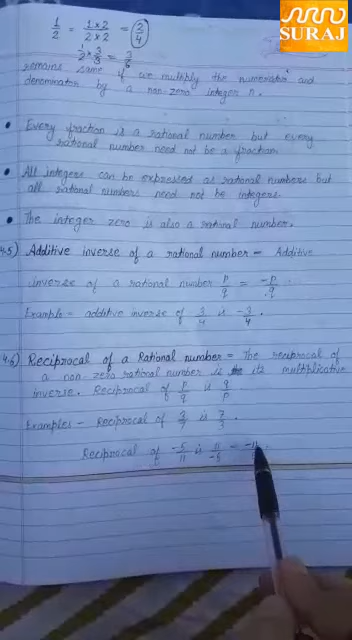 1/2 = 1×2/2×2 = 2/4
SURAJ
1/2 × 3/3 = 3/6
remains same if we multiply the numerator and
denominator by a non-zero integer n.
• Every fraction is a rational number but every
rational number need not be a fraction.
• All integers can be expressed as rational numbers but
all rational numbers need not be integers.
• The integer zero is also a rational number.
4.5) Additive inverse of a rational number = Additive
inverse of a rational number p/q = -p/q.
Example = additive inverse of 3/4 is -3/4.
4.6) Reciprocal of a Rational number = The reciprocal of
a non-zero rational number is its multiplicative
inverse. Reciprocal of p/q is q/p
Examples - Reciprocal of 3/7 is 7/3.
Reciprocal of -5/11 is 11/-5 = -11